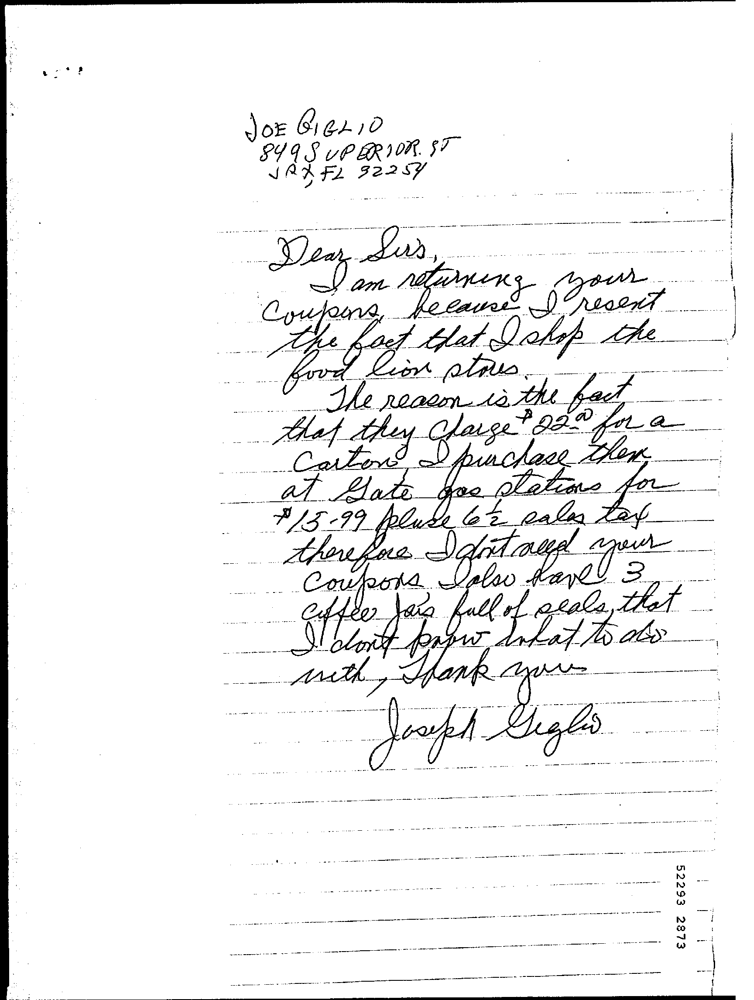 JOE GIGLIO
849 SUPERIOR. ST
JAX, FL 32254
Dear Sirs,
I am returning your
Coupons, because I resent
the fact that I shop the
food lion stores.
The reason is the fact
that they Charge $22.00 for a
Carton, I purchase them
at Gate gas stations for
$15-99 pluse 6 1/2 sales tax
therefore I dont need your
Coupons I also have 3
coffee jars full of seals, that
I dont know what to do
with, Thank you
Joseph Giglio
52293 2873